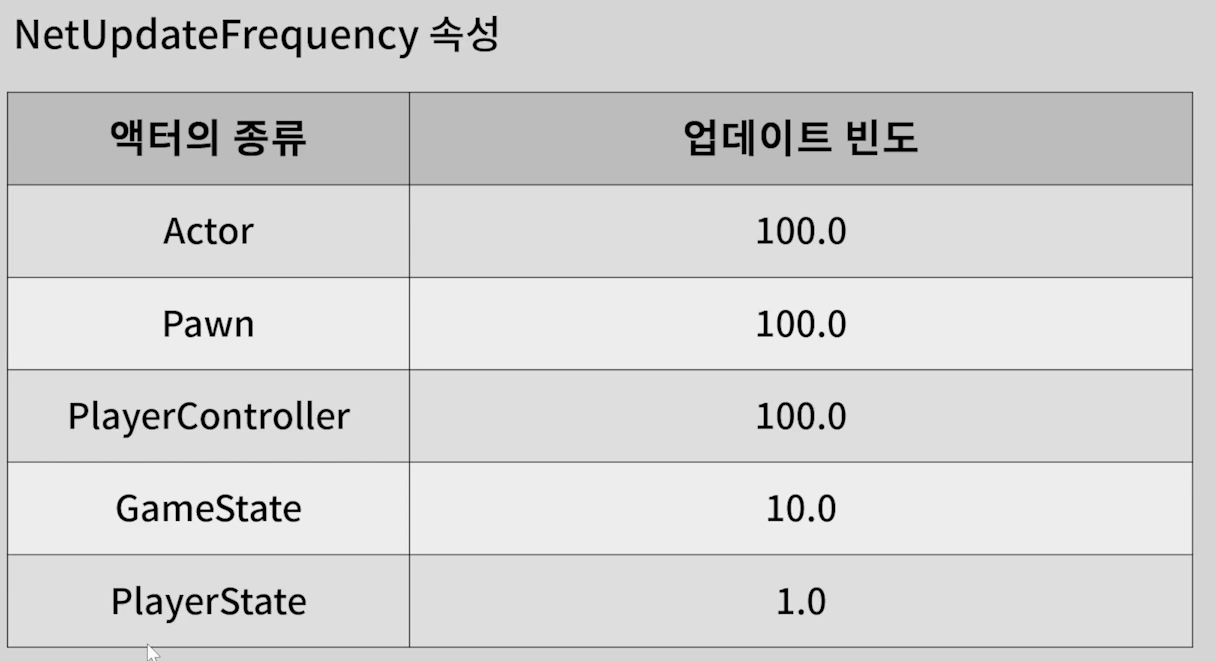 NetUpdateFrequency 속성
액터의 종류 업데이트 빈도
Actor 100.0
Pawn 100.0
PlayerController 100.0
GameState 10.0
PlayerState 1.0